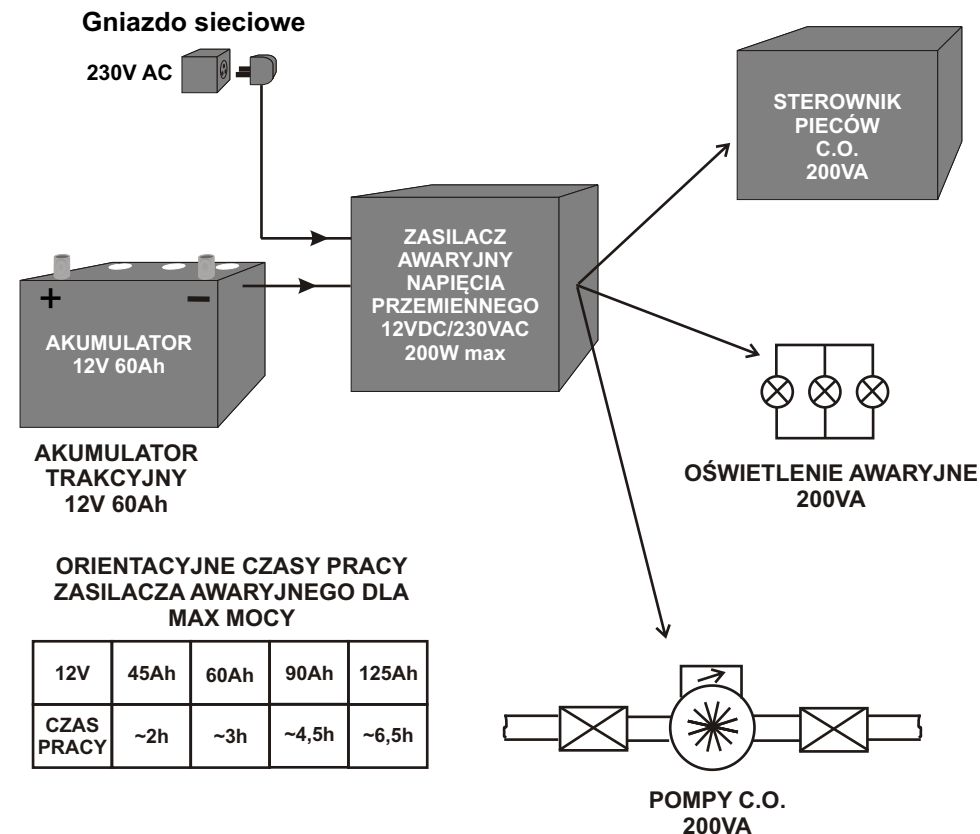 Gniazdo sieciowe
230V AC
STEROWNIK
PIECÓW
C.O.
200VA
ZASILACZ
AWARYJNY
NAPIĘCIA
PRZEMIENNEGO
12VDC/230VAC
200W max
+ −
AKUMULATOR
12V 60Ah
AKUMULATOR
TRAKCYJNY
12V 60Ah
OŚWIETLENIE AWARYJNE
200VA
ORIENTACYJNE CZASY PRACY
ZASILACZA AWARYJNEGO DLA
MAX MOCY
12V 45Ah 60Ah 90Ah 125Ah
CZAS
PRACY ~2h ~3h ~4,5h ~6,5h
POMPY C.O.
200VA